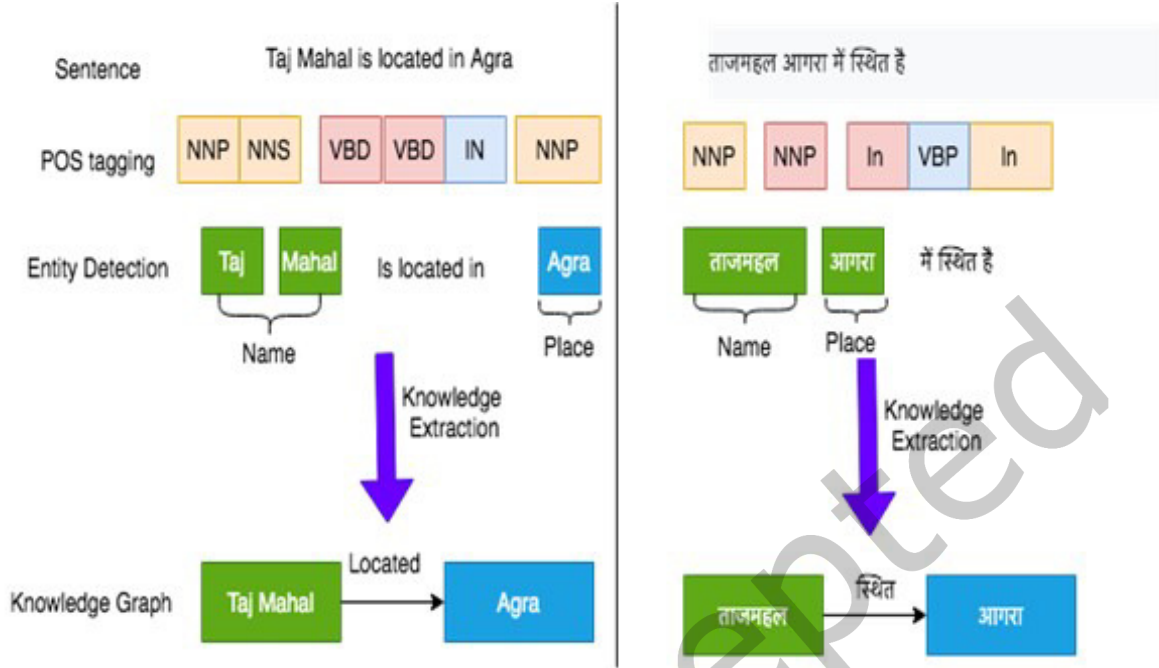 Sentence
Taj Mahal is located in Agra
POS tagging
NNP NNS VBD VBD IN NNP
Entity Detection
Taj Mahal Is located in Agra
Name Place
Knowledge
Extraction
Located
Knowledge Graph
Taj Mahal Agra
ताजमहल आगरा में स्थित है
NNP NNP In VBP In
ताजमहल आगरा में स्थित है
Name Place
Knowledge
Extraction
स्थित
ताजमहल आगरा